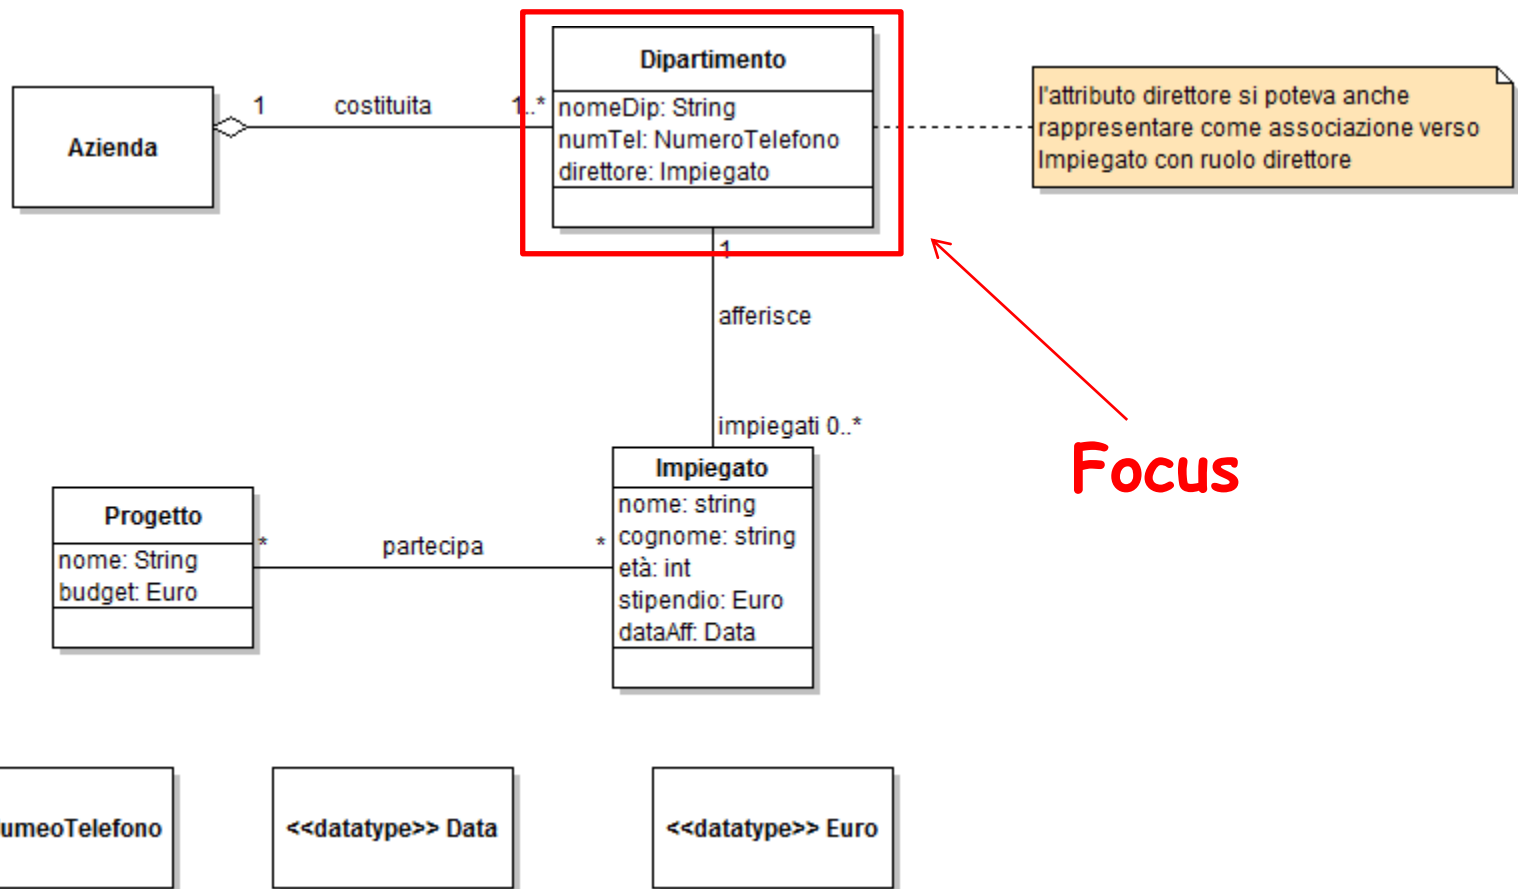 Dipartimento
nomeDip: String
numTel: NumeroTelefono
direttore: Impiegato
Azienda
1
costituita
1..*
l'attributo direttore si poteva anche
rappresentare come associazione verso
Impiegato con ruolo direttore
1
afferisce
impiegati 0..*
Focus
Impiegato
nome: string
cognome: string
età: int
stipendio: Euro
dataAff: Data
Progetto
nome: String
budget: Euro
*
partecipa
*
umeoTelefono
<<datatype>> Data
<<datatype>> Euro